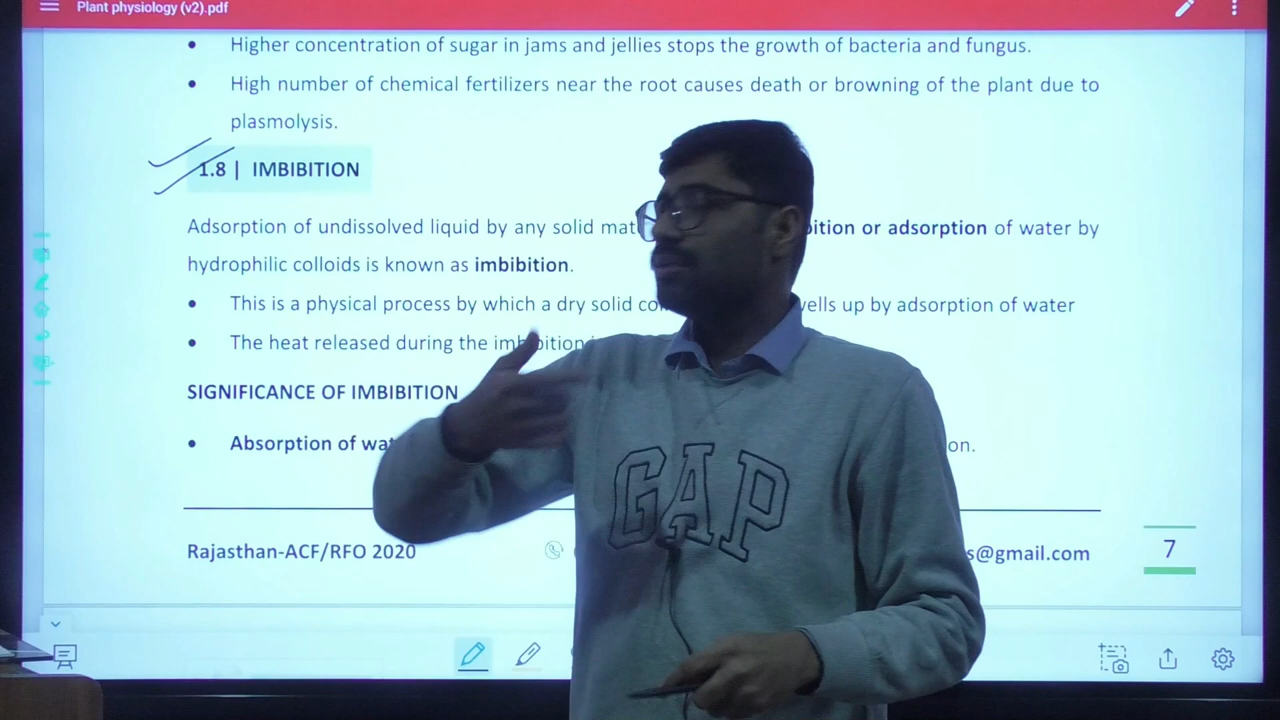 Plant physiology (v2).pdf
Higher concentration of sugar in jams and jellies stops the growth of bacteria and fungus.
High number of chemical fertilizers near the root causes death or browning of the plant due to
plasmolysis.
1.8 | IMBIBITION
Adsorption of undissolved liquid by any solid mat bition or adsorption of water by
hydrophilic colloids is known as imbibition.
This is a physical process by which a dry solid co vells up by adsorption of water
The heat released during the imbibition
SIGNIFICANCE OF IMBIBITION
Absorption of wat on.
Rajasthan-ACF/RFO 2020 s@gmail.com 7
GAP